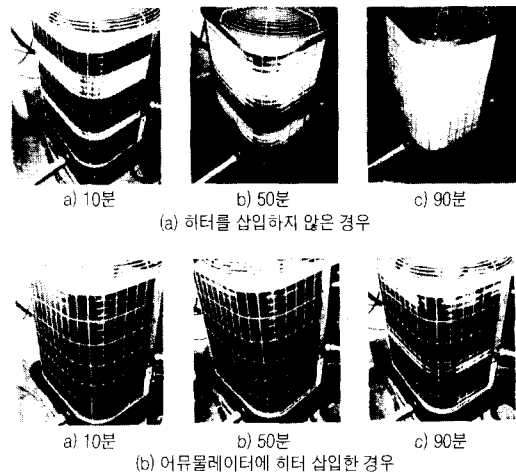 a) 10분 b) 50분 c) 90분
(a) 히터를 삽입하지 않은 경우
a) 10분 b) 50분 c) 90분
(b) 어뮤물레이터에 히터 삽입한 경우